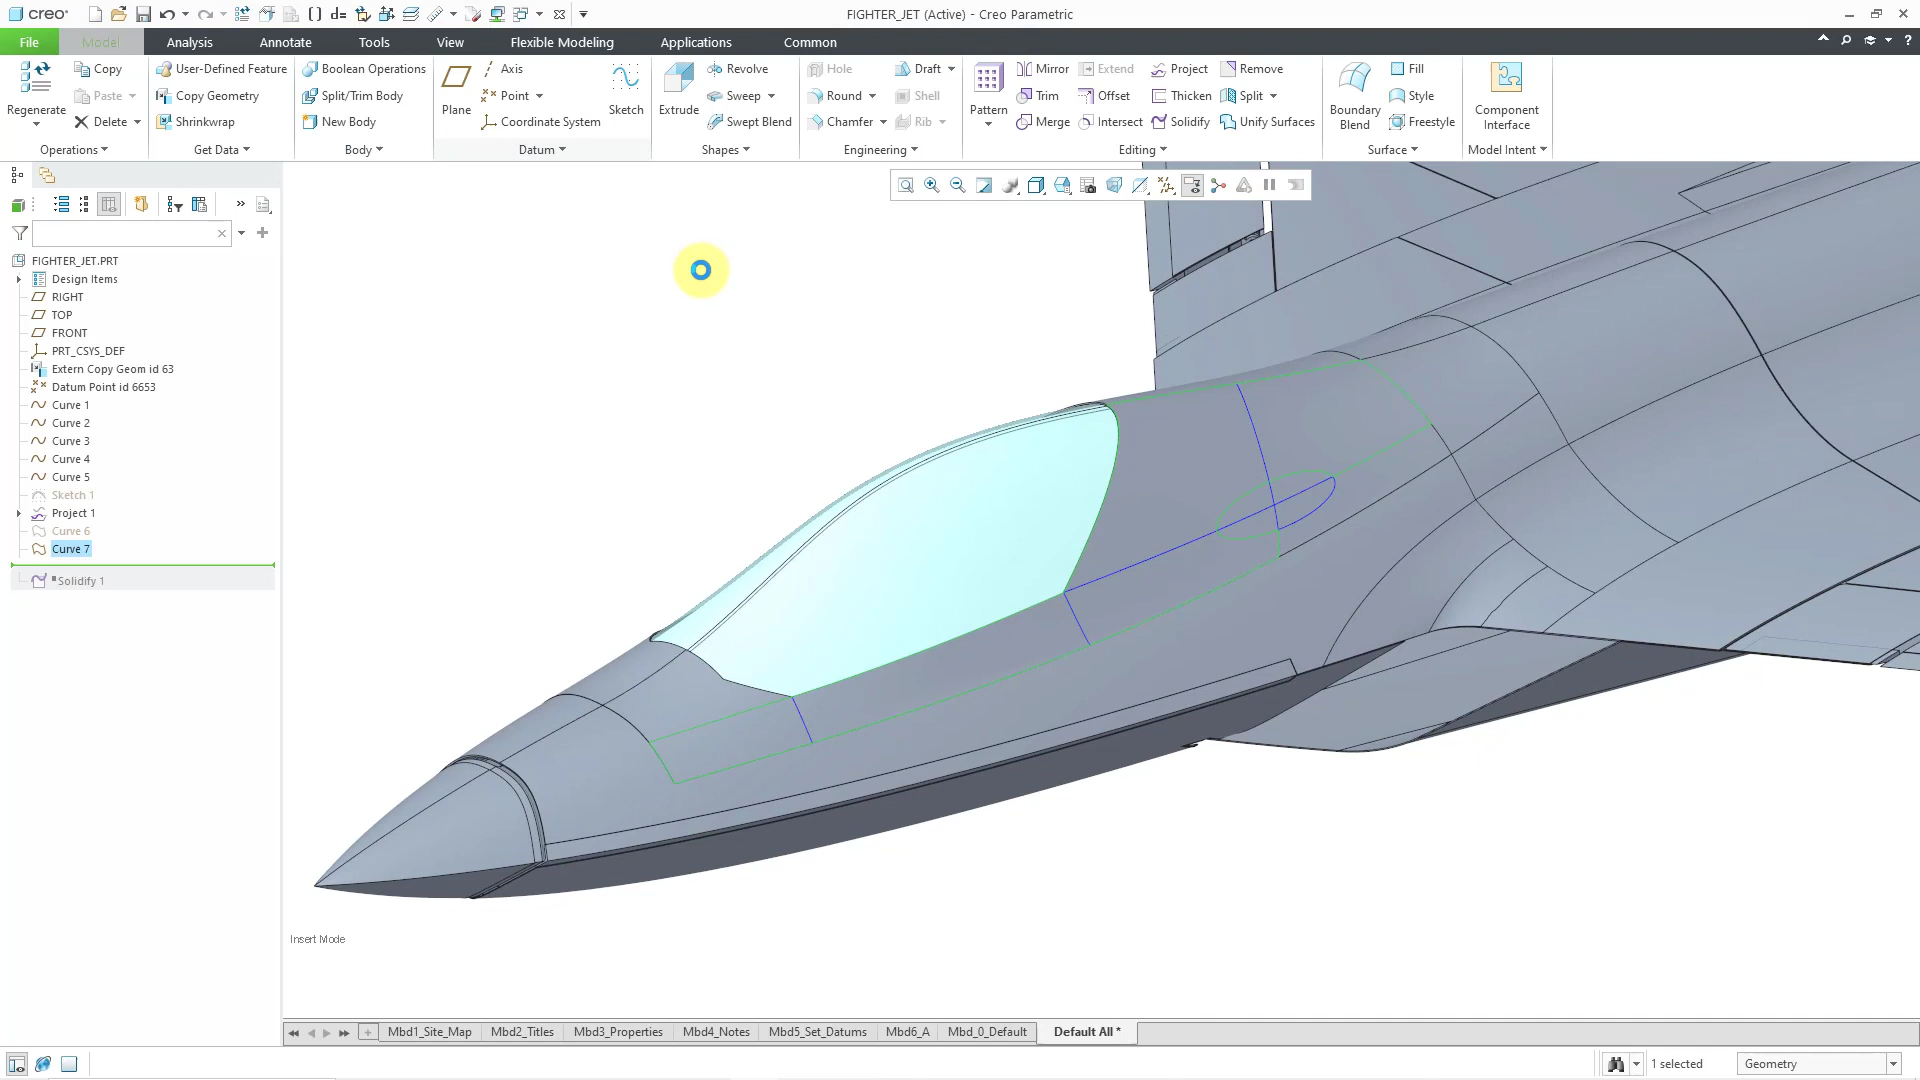 creo
FIGHTER_JET (Active) - Creo Parametric
File Model Analysis Annotate Tools View Flexible Modeling Applications Common
Regenerate
Copy
Paste
Delete
Operations
User-Defined Feature
Copy Geometry
Shrinkwrap
Get Data
Boolean Operations
Split/Trim Body
New Body
Body
Plane
Axis
Point
Coordinate System
Sketch
Datum
Extrude
Revolve
Sweep
Swept Blend
Shapes
Hole
Draft
Round
Shell
Chamfer
Rib
Engineering
Pattern
Mirror
Extend
Project
Remove
Trim
Offset
Thicken
Split
Merge
Intersect
Solidify
Unify Surfaces
Editing
Boundary
Blend
Fill
Style
Freestyle
Surface
Component
Interface
Model Intent
FIGHTER_JET.PRT
Design Items
RIGHT
TOP
FRONT
PRT_CSYS_DEF
Extern Copy Geom id 63
Datum Point id 6653
Curve 1
Curve 2
Curve 3
Curve 4
Curve 5
Sketch 1
Project 1
Curve 6
Curve 7
Solidify 1
Insert Mode
Mbd1_Site_Map Mbd2_Titles Mbd3_Properties Mbd4_Notes Mbd5_Set_Datums Mbd6_A Mbd_0_Default Default All *
1 selected
Geometry